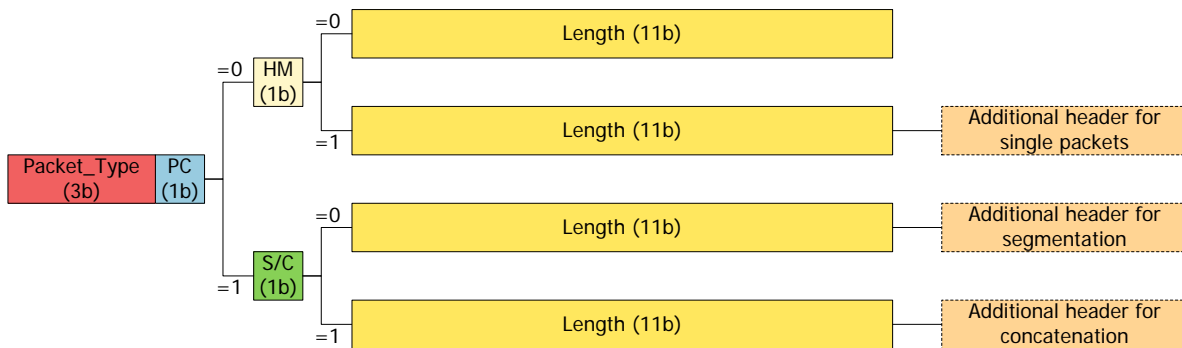 =0
Length (11b)
=0
HM
(1b)
=1
Length (11b)
Additional header for
single packets
Packet_Type
(3b)
PC
(1b)
=0
Length (11b)
Additional header for
segmentation
=1
S/C
(1b)
=1
Length (11b)
Additional header for
concatenation